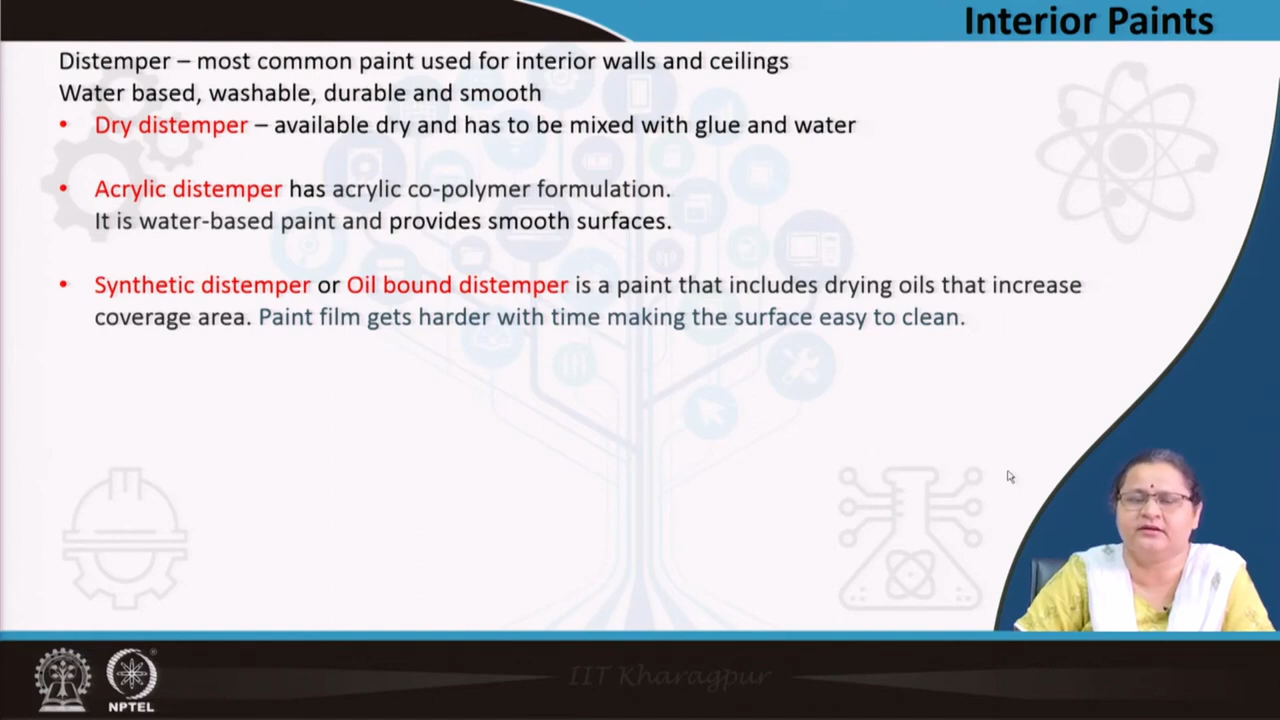 Interior Paints
Distemper – most common paint used for interior walls and ceilings
Water based, washable, durable and smooth
• Dry distemper – available dry and has to be mixed with glue and water
• Acrylic distemper has acrylic co-polymer formulation.
It is water-based paint and provides smooth surfaces.
• Synthetic distemper or Oil bound distemper is a paint that includes drying oils that increase
coverage area. Paint film gets harder with time making the surface easy to clean.
IIT Kharagpur
NPTEL